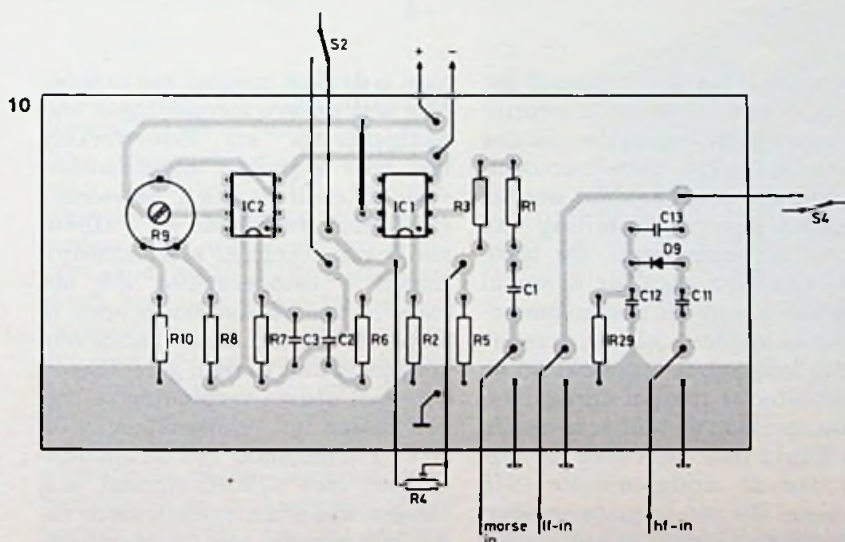 S2
+ -
10
IC2
IC1
R3
R1
S4
R9
C13
D9
C1
C12
C11
R10
R8
R7
C3
C2
R6
R2
R5
R29
R4
morse
in
lf-in
hf-in